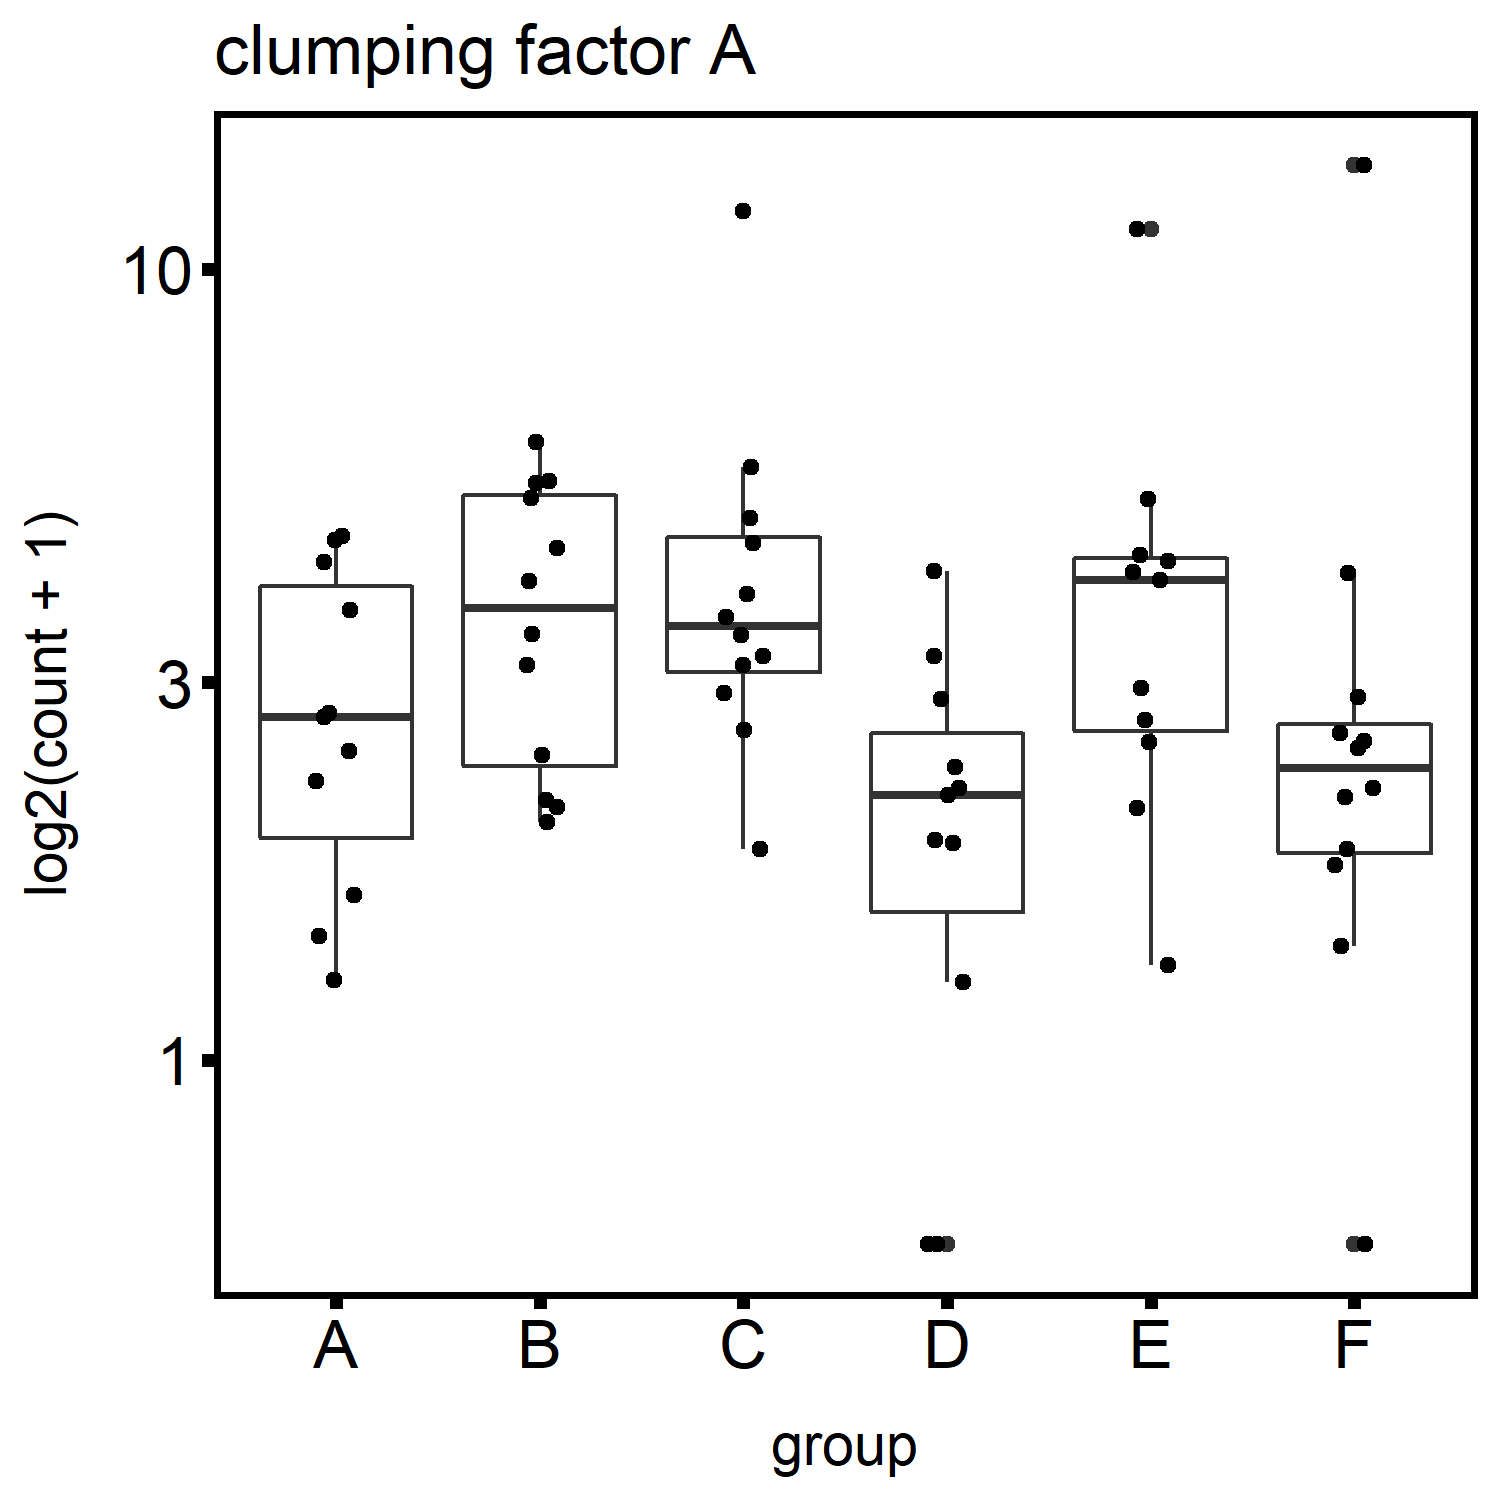 clumping factor A
log2(count + 1)
10
3
1
A B C D E F
group